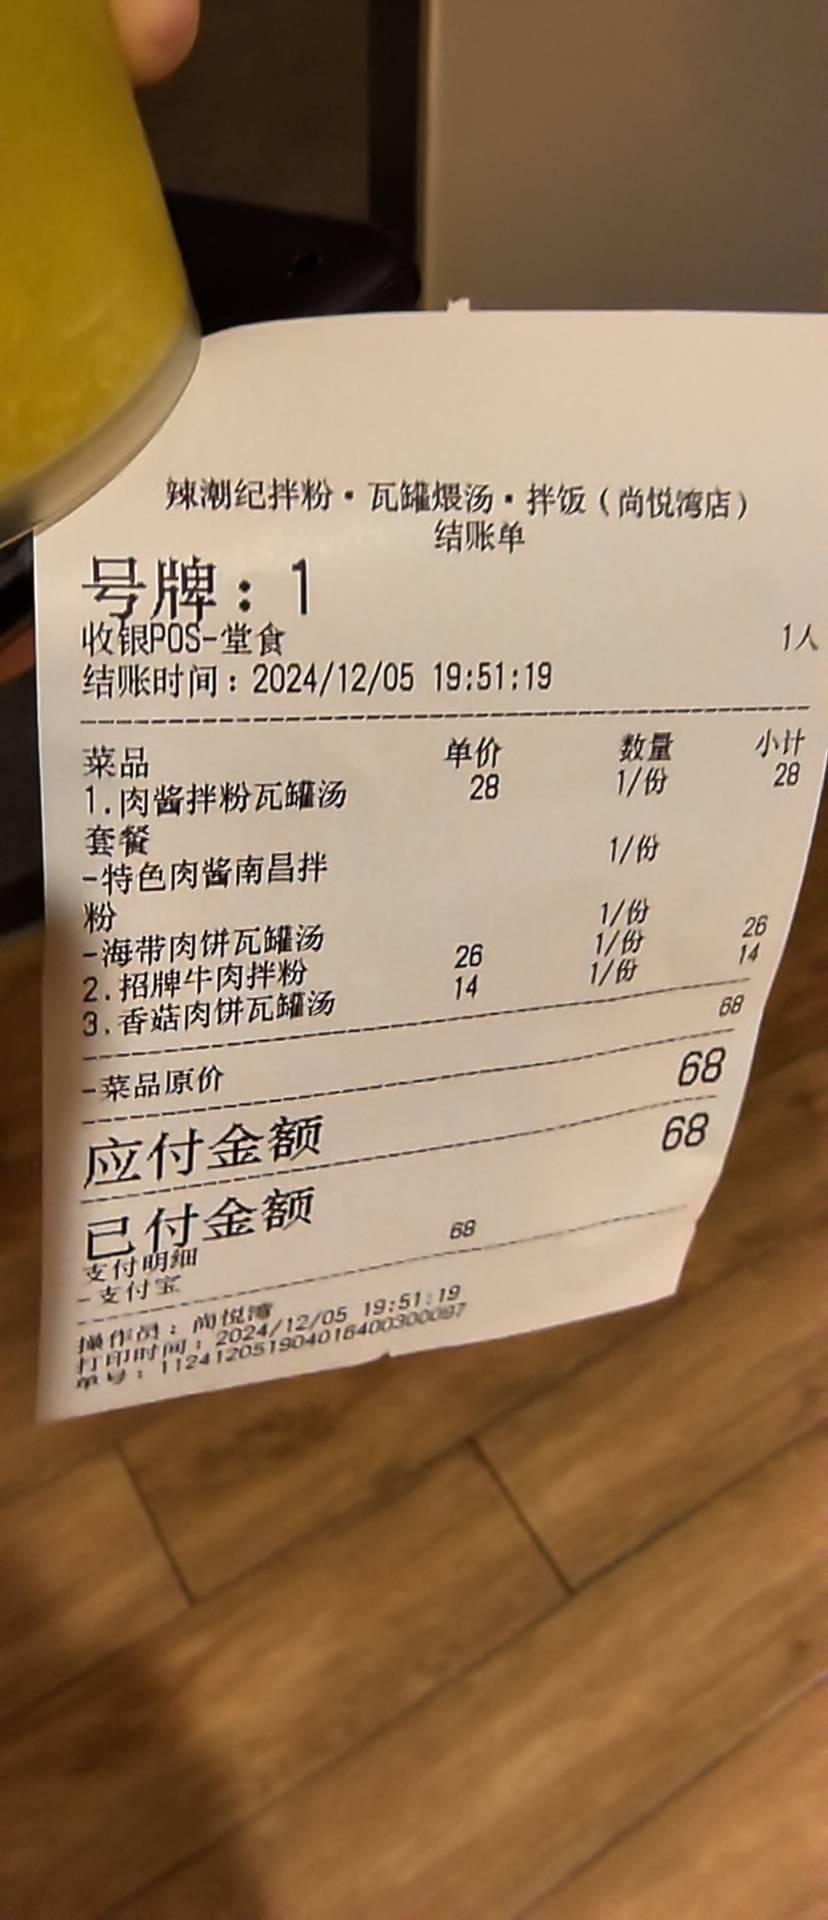 辣潮纪拌粉·瓦罐煨汤·拌饭（尚悦湾店）
结账单
号牌：1
收银POS-堂食 1人
结账时间：2024/12/05 19:51:19
菜品 单价 数量 小计
1.肉酱拌粉瓦罐汤 28 1/份 28
套餐
-特色肉酱南昌拌 1/份
粉
-海带肉饼瓦罐汤 1/份
2.招牌牛肉拌粉 26 1/份 26
3.香菇肉饼瓦罐汤 14 1/份 14
-菜品原价 68
应付金额 68
已付金额 68
支付明细
-支付宝 68
操作员：尚悦湾
打印时间：2024/12/05 19:51:19
单号：112412051904016400300097